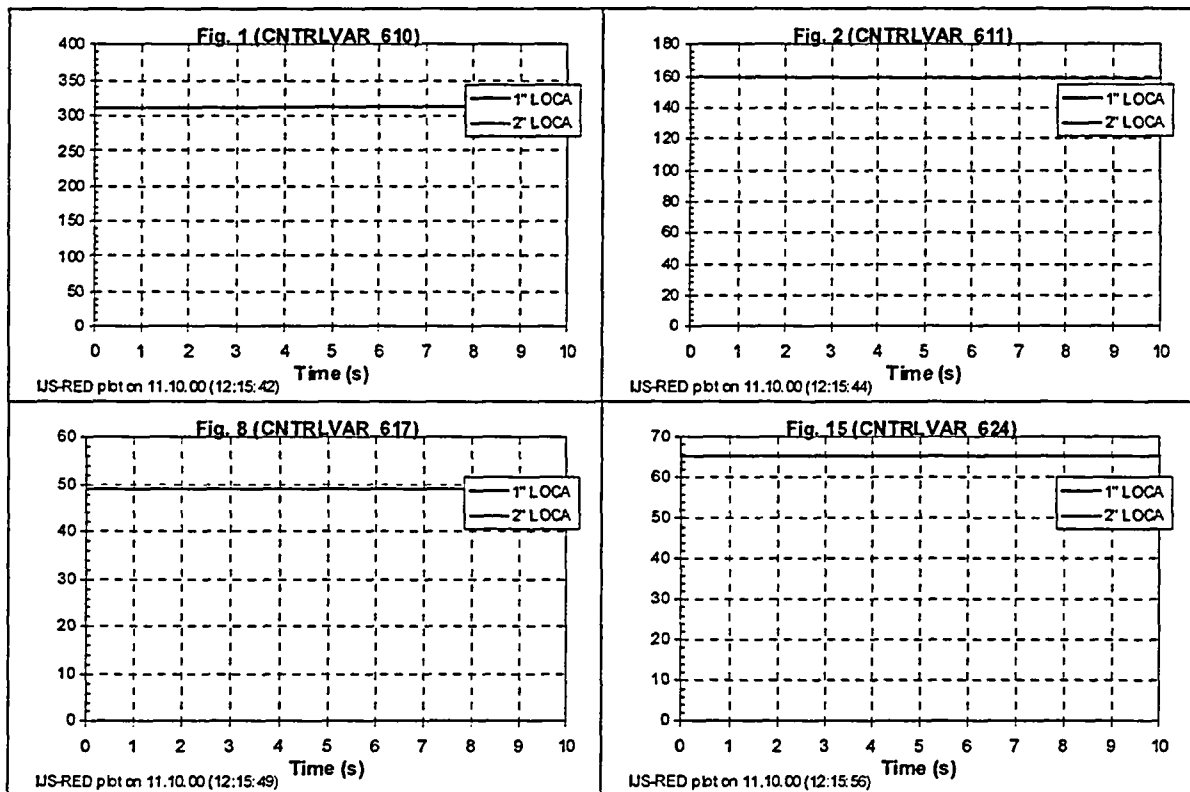 Fig. 1 (CNTRLVAR 610)
400
350
300
250
200
150
100
50
0
1" LOCA
2" LOCA
0 1 2 3 4 5 6 7 8 9 10
Time (s)
IJS-RED plot on 11.10.00 (12:15:42)
Fig. 2 (CNTRLVAR 611)
180
160
140
120
100
80
60
40
20
0
1" LOCA
2" LOCA
0 1 2 3 4 5 6 7 8 9 10
Time (s)
IJS-RED plot on 11.10.00 (12:15:44)
Fig. 8 (CNTRLVAR 617)
60
50
40
30
20
10
0
1" LOCA
2" LOCA
0 1 2 3 4 5 6 7 8 9 10
Time (s)
IJS-RED plot on 11.10.00 (12:15:49)
Fig. 15 (CNTRLVAR 624)
70
60
50
40
30
20
10
0
1" LOCA
2" LOCA
0 1 2 3 4 5 6 7 8 9 10
Time (s)
IJS-RED plot on 11.10.00 (12:15:56)